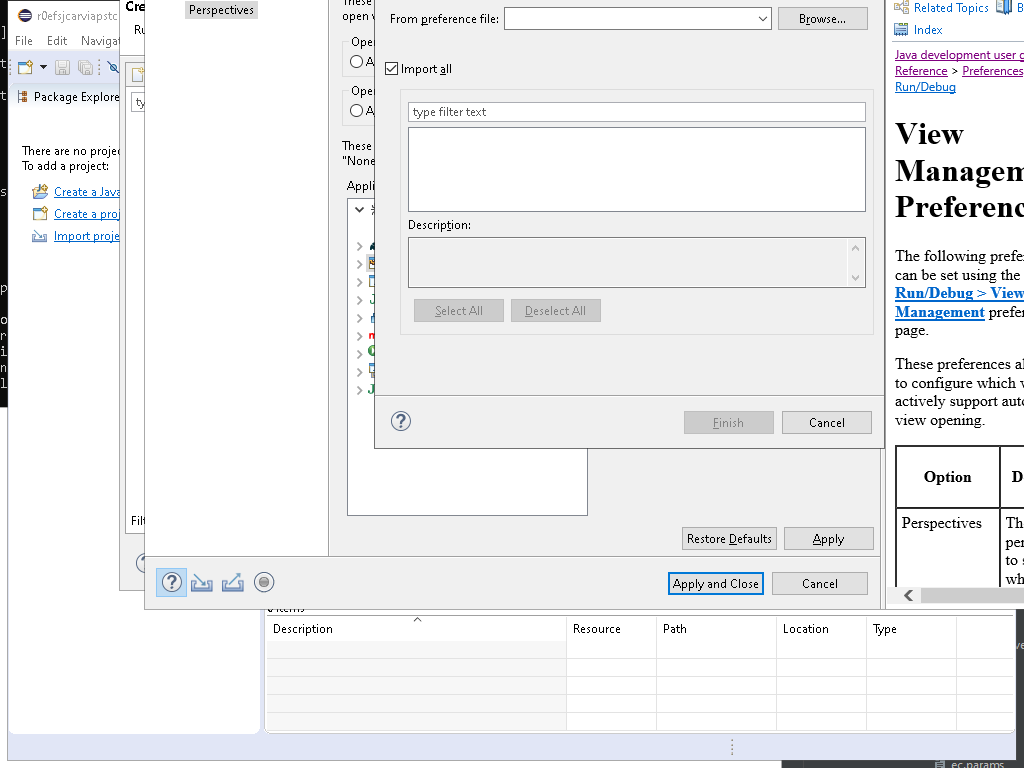 r0efsjcarviapstc
File Edit Navigat
Package Explore
There are no projec
To add a project:
Create a Java
Create a proj
Import proje
Cre
Ru
ty
Filt
Perspectives
These
open v
Ope
A
Ope
A
These
"None
Appli
From preference file:
Browse...
Import all
type filter text
Description:
Select All
Deselect All
Finish
Cancel
Restore Defaults
Apply
Apply and Close
Cancel
Related Topics
B
Index
Java development user g
Reference > Preferences
Run/Debug
View
Managem
Preferenc
The following prefer
can be set using the
Run/Debug > View
Management prefer
page.
These preferences al
to configure which v
actively support auto
view opening.
Option
D
Perspectives
The
per
to s
wh
0 items
Description
Resource
Path
Location
Type
ec.params